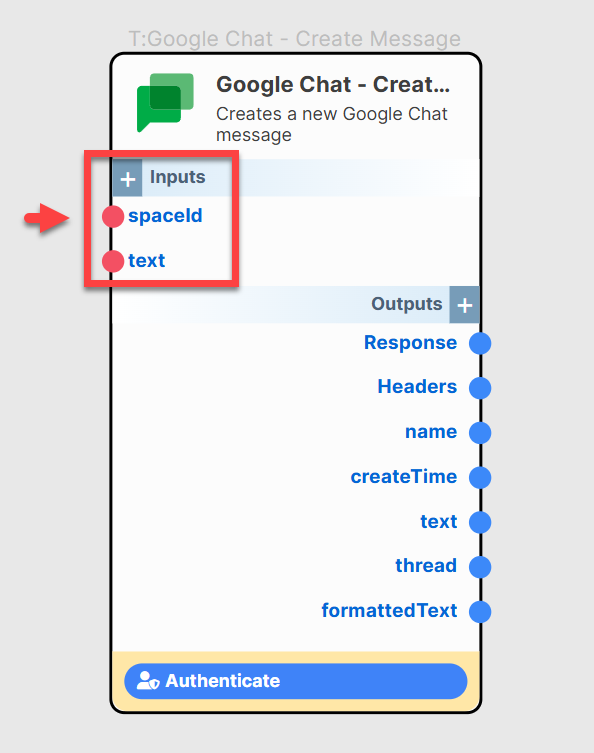 T:Google Chat - Create Message
Google Chat - Creat...
Creates a new Google Chat
message
+ Inputs
spaceId
text
Outputs +
Response
Headers
name
createTime
text
thread
formattedText
Authenticate